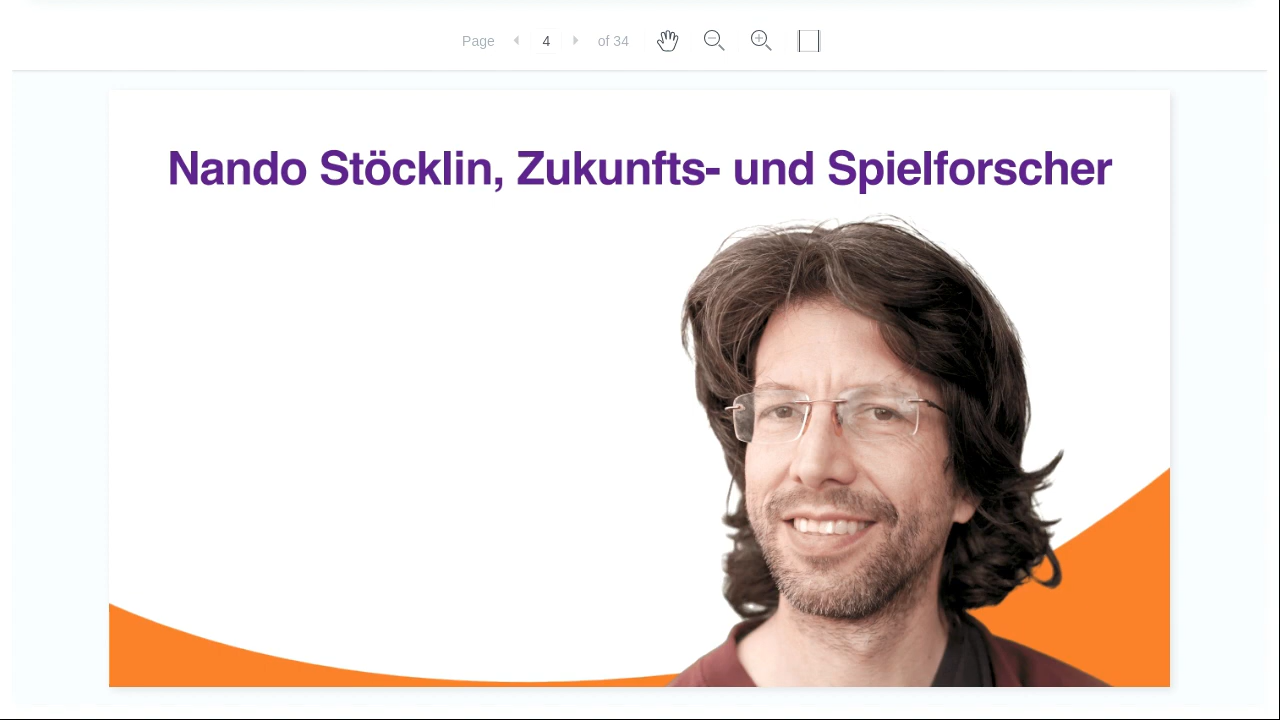 Page 4 of 34
Nando Stöcklin, Zukunfts- und Spielforscher